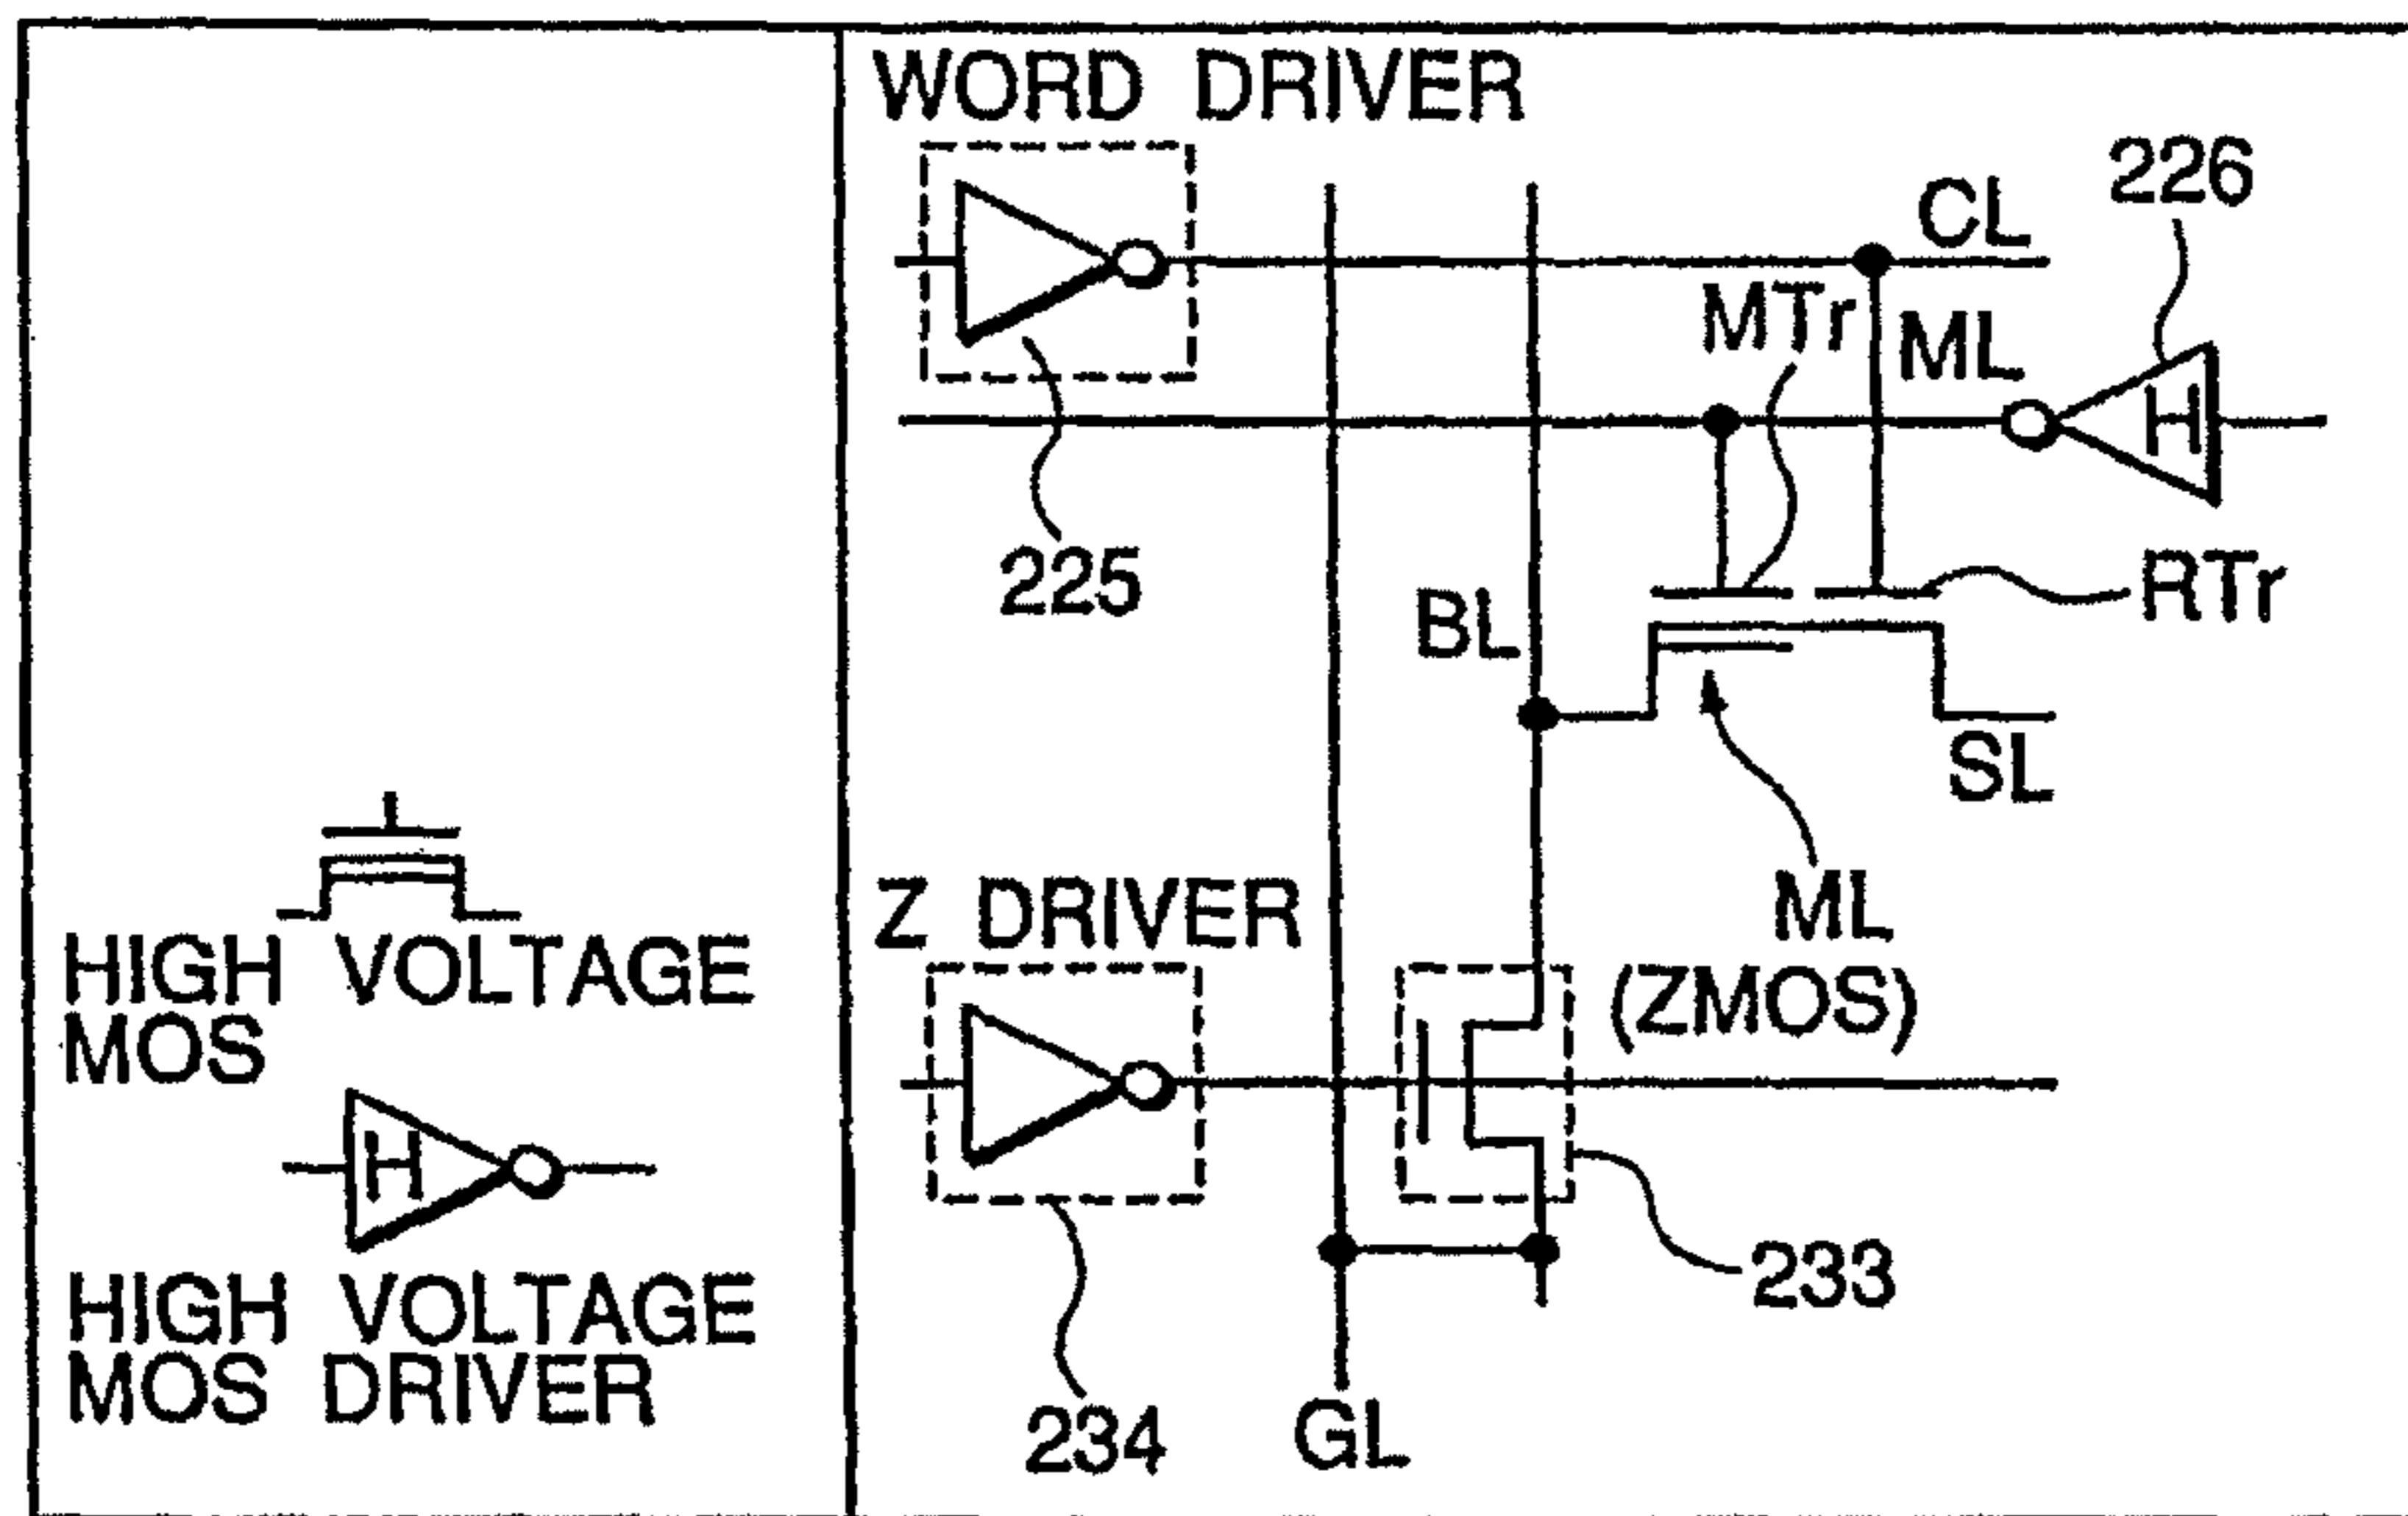 HIGH VOLTAGE
MOS
H
HIGH VOLTAGE
MOS DRIVER
WORD DRIVER
226
CL
MTr
ML
H
225
BL
RTr
SL
Z DRIVER
ML
(ZMOS)
233
234
GL